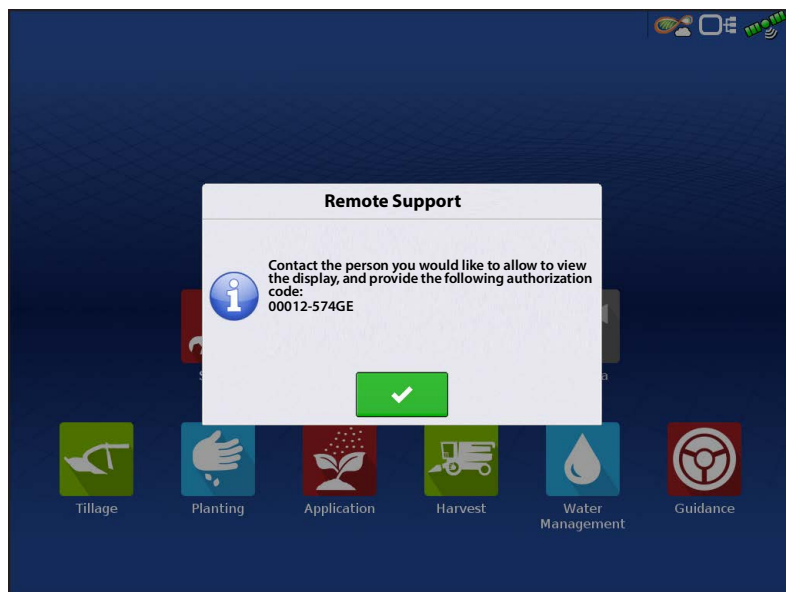 Remote Support
Contact the person you would like to allow to view
the display, and provide the following authorization
code:
00012-574GE
Tillage
Planting
Application
Harvest
Water
Management
Guidance